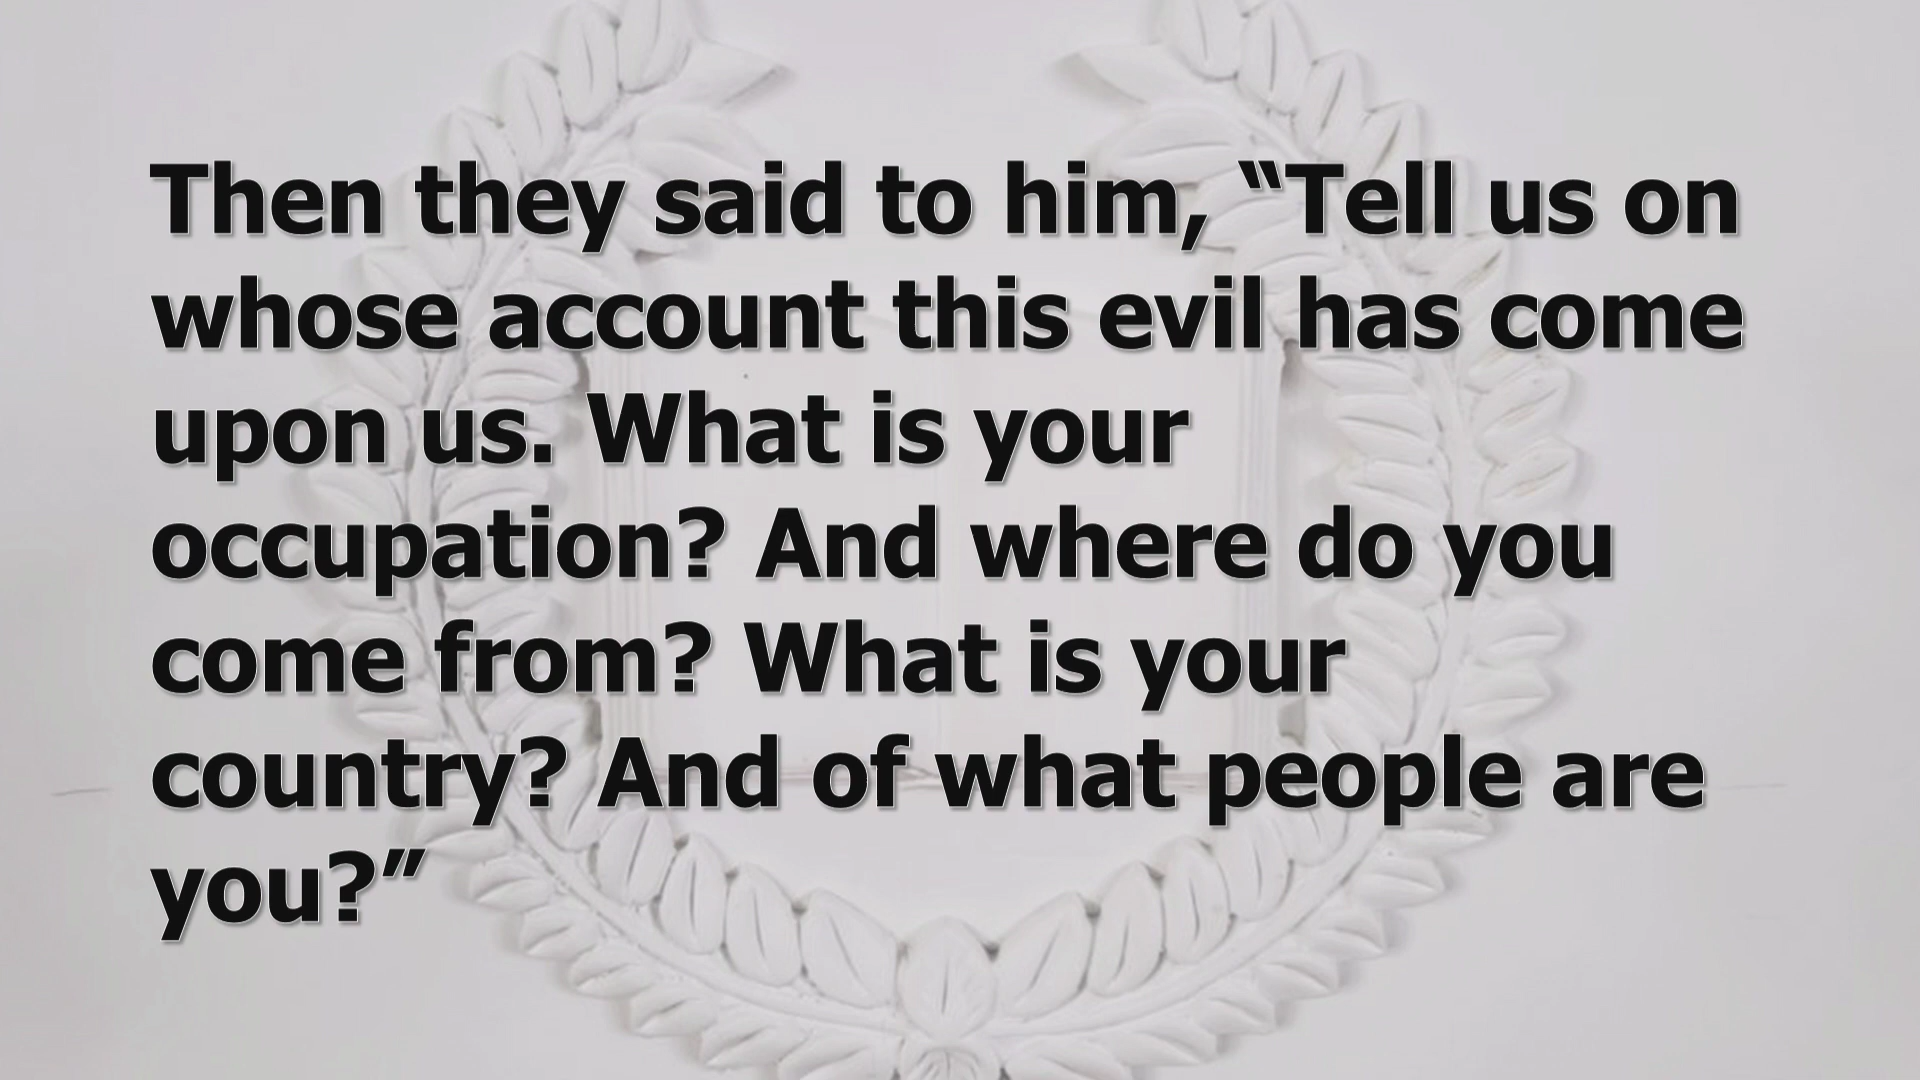 Then they said to him, “Tell us on
whose account this evil has come
upon us. What is your
occupation? And where do you
come from? What is your
country? And of what people are
you?”